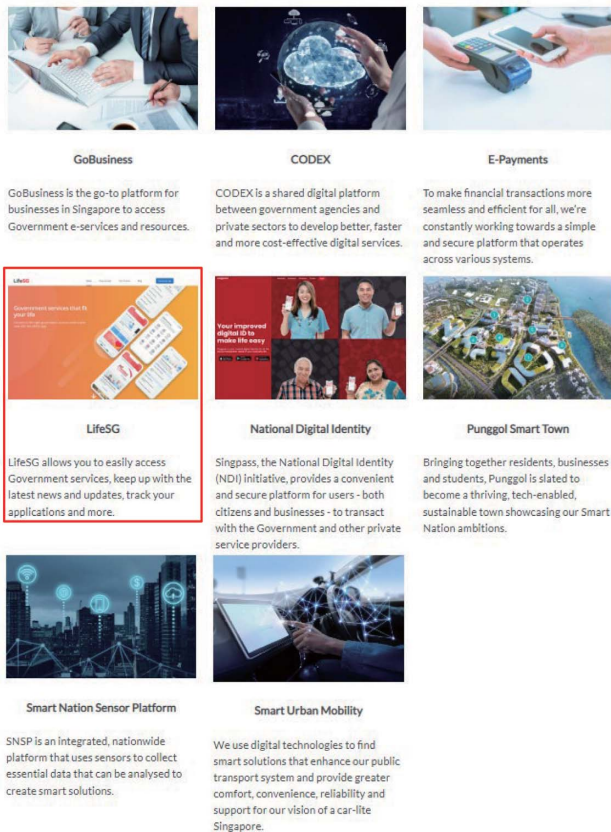 GoBusiness
GoBusiness is the go-to platform for
businesses in Singapore to access
Government e-services and resources.
CODEX
CODEX is a shared digital platform
between government agencies and
private sectors to develop better, faster
and more cost-effective digital services.
E-Payments
To make financial transactions more
seamless and efficient for all, we're
constantly working towards a simple
and secure platform that operates
across various systems.
LifeSG
Government services that fit
your life
LifeSG
LifeSG allows you to easily access
Government services, keep up with the
latest news and updates, track your
applications and more.
Your improved
digital ID to
make life easy
National Digital Identity
Singpass, the National Digital Identity
(NDI) initiative, provides a convenient
and secure platform for users - both
citizens and businesses - to transact
with the Government and other private
service providers.
Punggol Smart Town
Bringing together residents, businesses
and students, Punggol is slated to
become a thriving, tech-enabled,
sustainable town showcasing our Smart
Nation ambitions.
Smart Nation Sensor Platform
SNSP is an integrated, nationwide
platform that uses sensors to collect
essential data that can be analysed to
create smart solutions.
Smart Urban Mobility
We use digital technologies to find
smart solutions that enhance our public
transport system and provide greater
comfort, convenience, reliability and
support for our vision of a car-lite
Singapore.